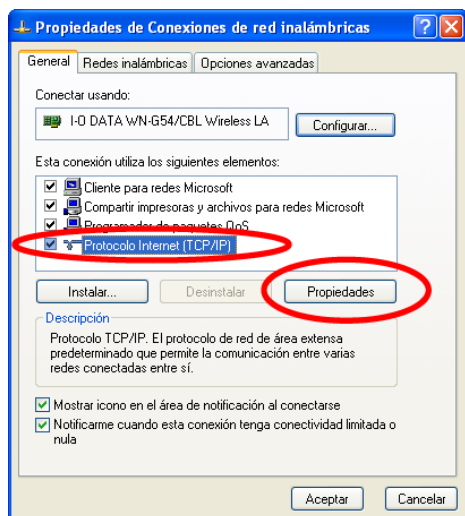 Propiedades de Conexiones de red inalámbricas
General Redes inalámbricas Opciones avanzadas
Conectar usando:
I-O DATA WN-G54/CBL Wireless LA Configurar...
Esta conexión utiliza los siguientes elementos:
Cliente para redes Microsoft
Compartir impresoras y archivos para redes Microsoft
Programador de paquetes QoS
Protocolo Internet (TCP/IP)
Instalar... Desinstalar Propiedades
Descripción
Protocolo TCP/IP. El protocolo de red de área extensa
predeterminado que permite la comunicación entre varias
redes conectadas entre sí.
Mostrar icono en el área de notificación al conectarse
Notificarme cuando esta conexión tenga conectividad limitada o
nula
Aceptar Cancelar